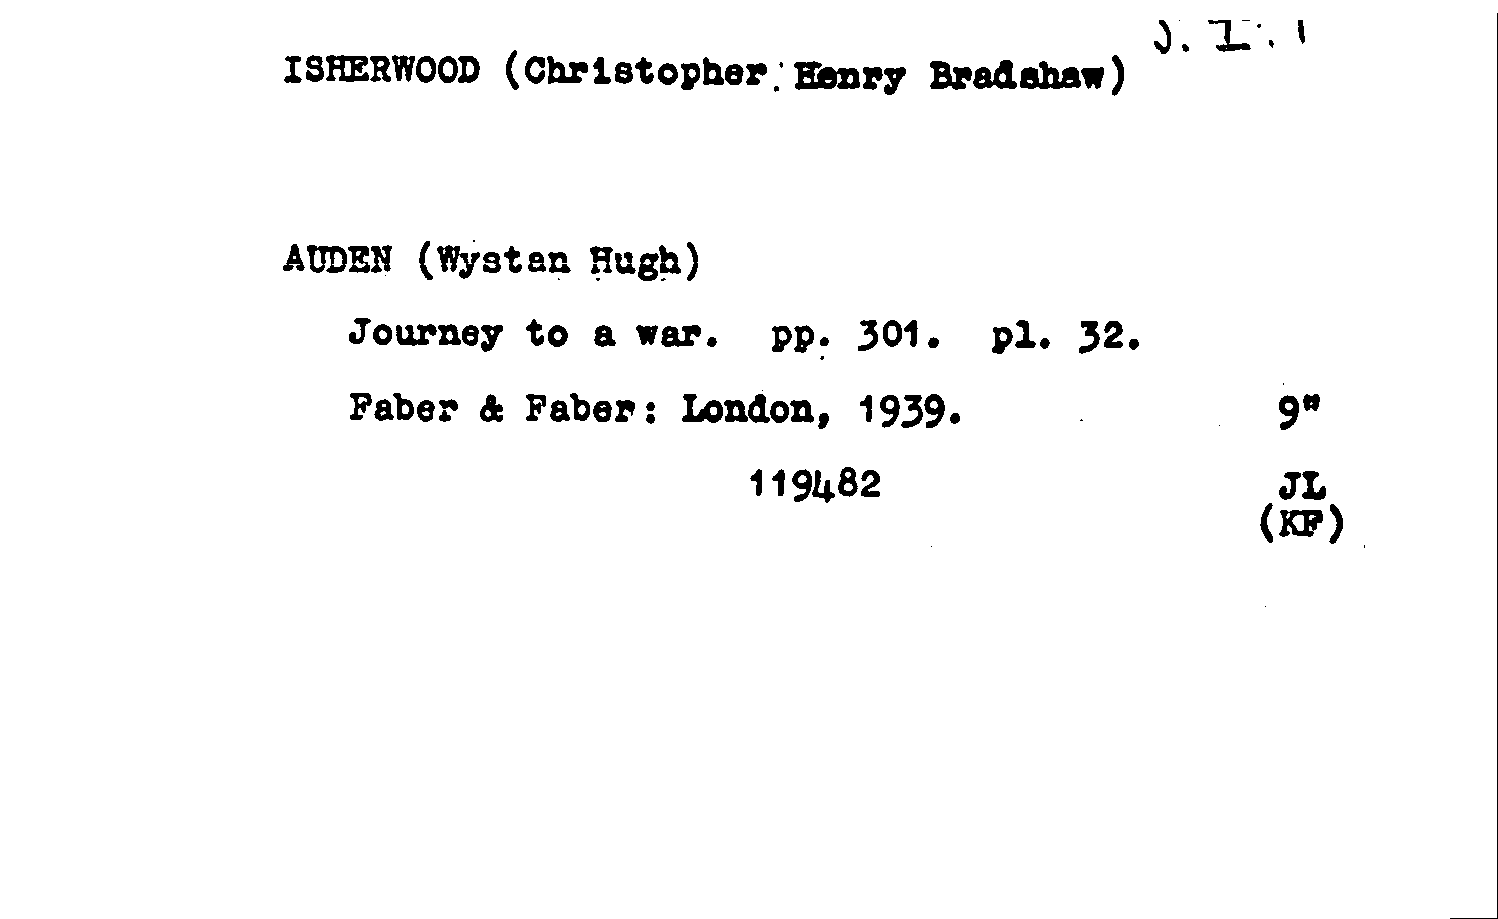 ISHERWOOD (Christopher Henry Bradshaw)
AUDEN (Wystan Hugh)
Journey to a war. pp. 301. pl. 32.
Faber & Faber: London, 1939. 9"
119482 JL
(KF)